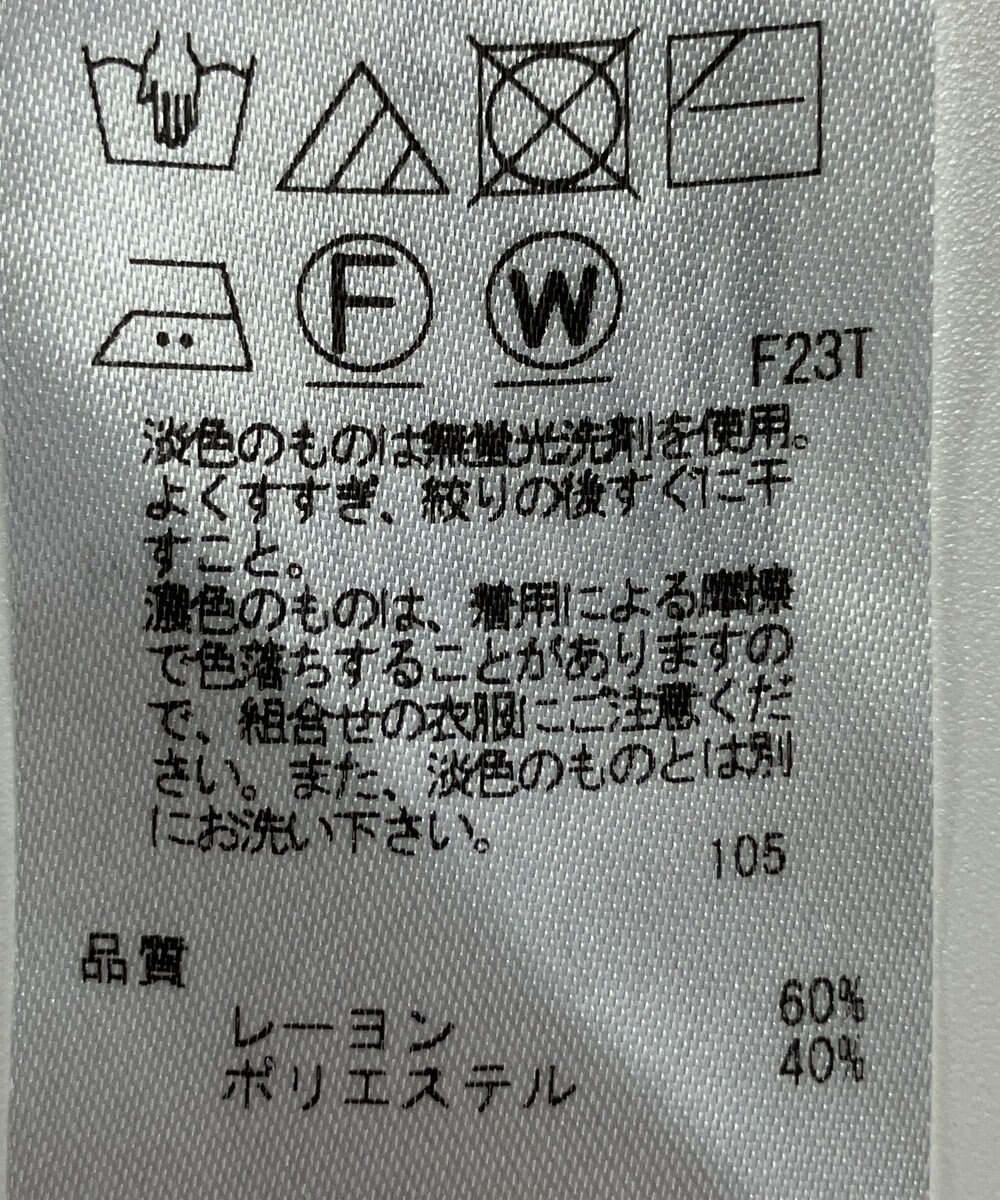 F W
F23T
淡色のものは無蛍光洗剤を使用。
よくすすぎ、絞りの後すぐに干
すこと。
濃色のものは、着用による摩擦
で色落ちすることがありますの
で、組合せの衣服にご注意くだ
さい。また、淡色のものとは別
にお洗い下さい。
105
品質
レーヨン 60%
ポリエステル 40%